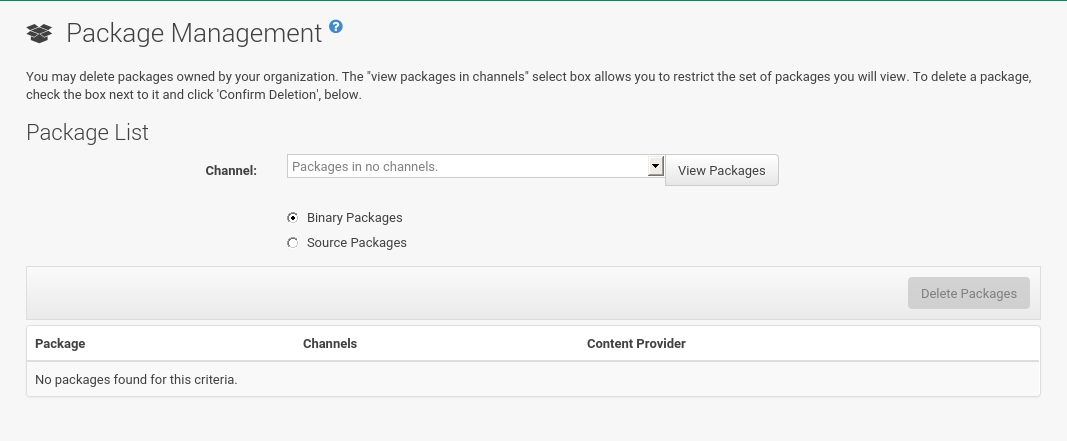 Package Management ?
You may delete packages owned by your organization. The "view packages in channels" select box allows you to restrict the set of packages you will view. To delete a package,
check the box next to it and click 'Confirm Deletion', below.
Package List
Channel: Packages in no channels. View Packages
Binary Packages
Source Packages
Delete Packages
Package Channels Content Provider
No packages found for this criteria.